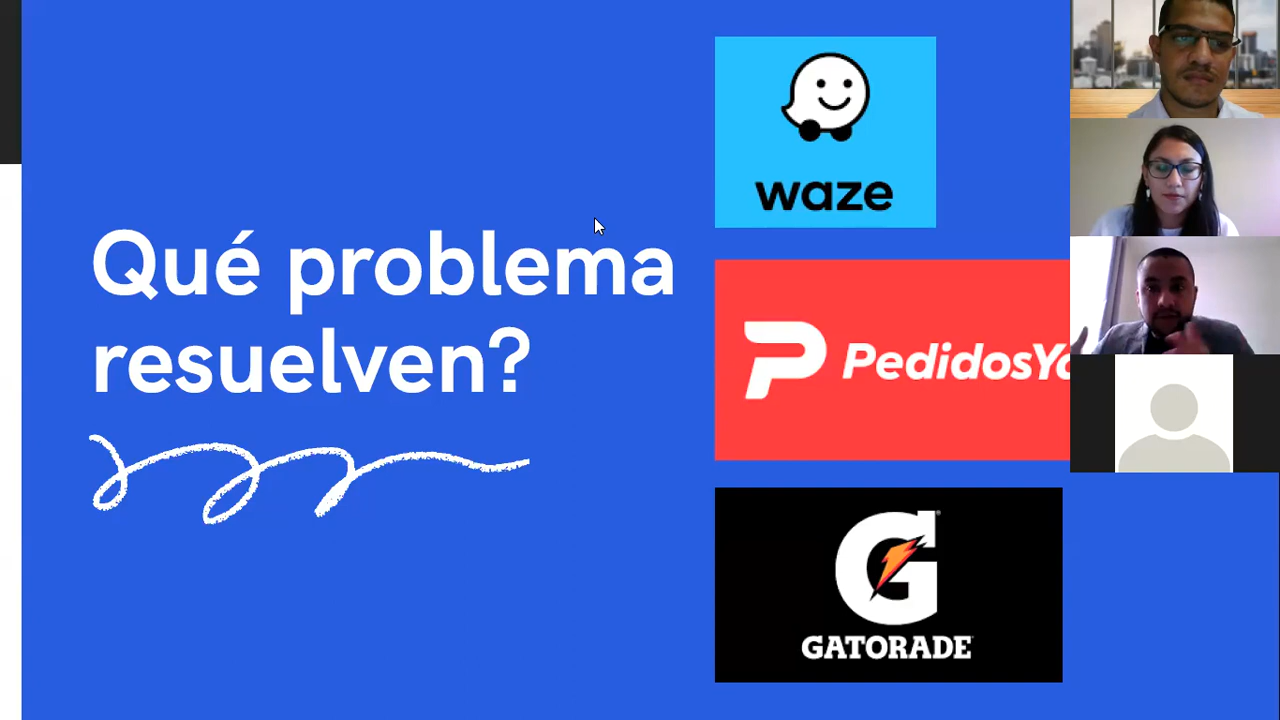 Qué problema
resuelven?
waze
PedidosYa
G
GATORADE